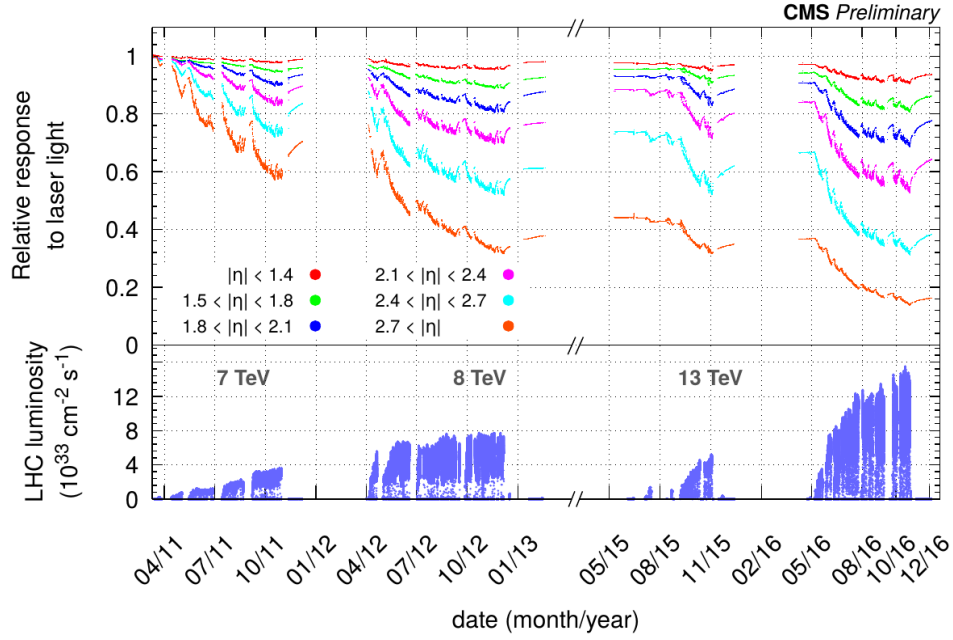 CMS Preliminary
Relative response
to laser light
1
0.8
0.6
0.4
0.2
0
|η| < 1.4
1.5 < |η| < 1.8
1.8 < |η| < 2.1
2.1 < |η| < 2.4
2.4 < |η| < 2.7
2.7 < |η|
LHC luminosity
(10³³ cm⁻² s⁻¹)
12
8
4
0
7 TeV
8 TeV
13 TeV
//
//
04/11
07/11
10/11
01/12
04/12
07/12
10/12
01/13
05/15
08/15
11/15
02/16
05/16
08/16
10/16
12/16
date (month/year)